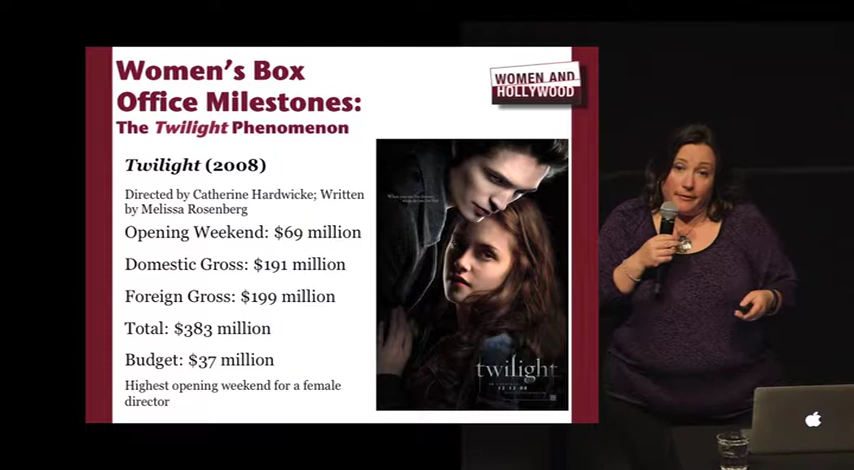 Women's Box
Office Milestones:
The Twilight Phenomenon
WOMEN AND
HOLLYWOOD
Twilight (2008)
Directed by Catherine Hardwicke; Written
by Melissa Rosenberg
Opening Weekend: $69 million
Domestic Gross: $191 million
Foreign Gross: $199 million
Total: $383 million
Budget: $37 million
Highest opening weekend for a female
director
twilight